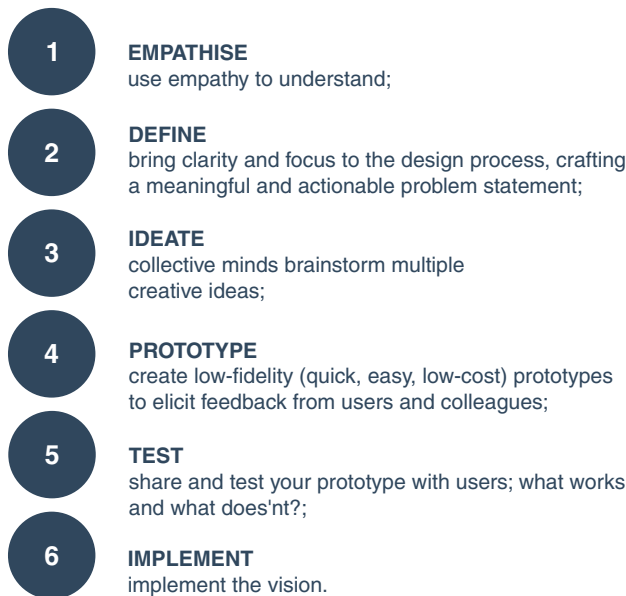 1
EMPATHISE
use empathy to understand;
2
DEFINE
bring clarity and focus to the design process, crafting
a meaningful and actionable problem statement;
3
IDEATE
collective minds brainstorm multiple
creative ideas;
4
PROTOTYPE
create low-fidelity (quick, easy, low-cost) prototypes
to elicit feedback from users and colleagues;
5
TEST
share and test your prototype with users; what works
and what does'nt?;
6
IMPLEMENT
implement the vision.